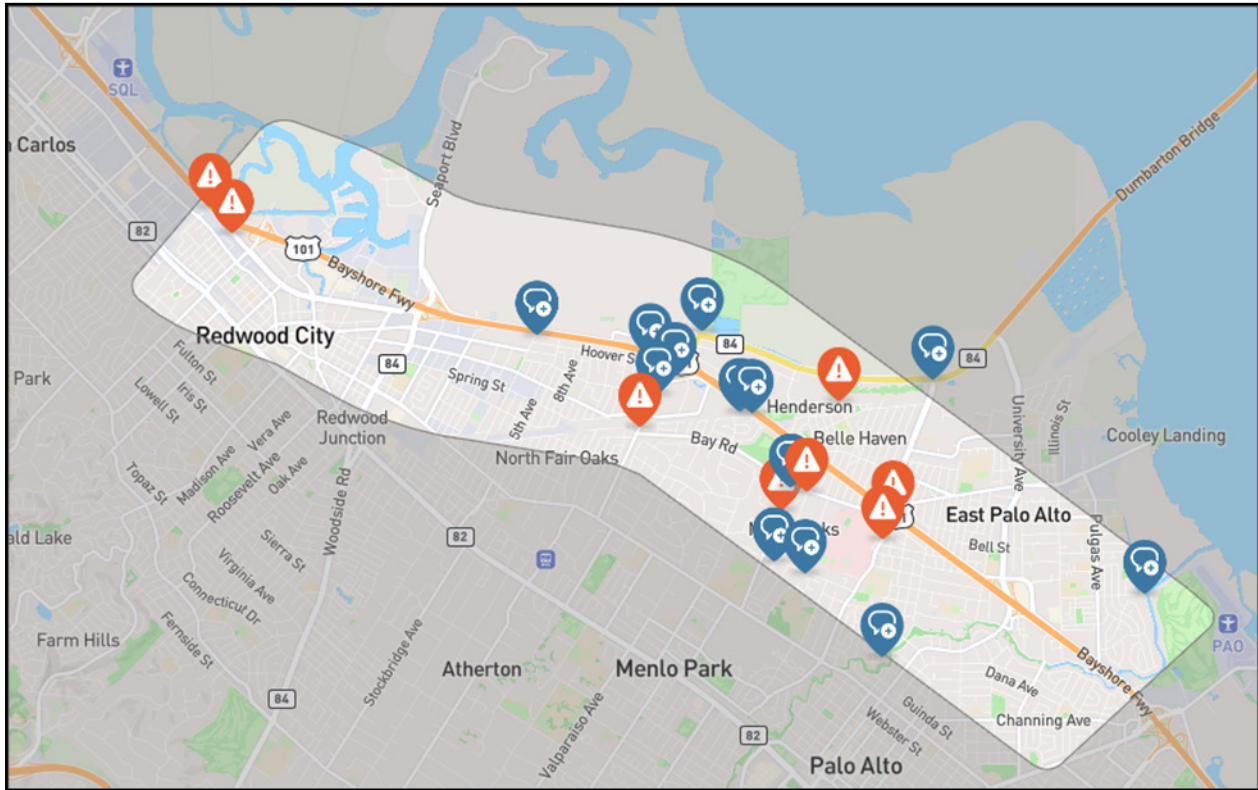 SQL
Carlos
82
Seaport Blvd
Dumbarton Bridge
101
Bayshore Fwy
Redwood City
84
84
84
Hoover S
Fulton St
Park
Iris St
Lowell St
Spring St
8th Ave
5th Ave
Henderson
University Ave
Illinois St
Redwood
Junction
Vera Ave
Madison Ave
Roosevelt Ave
Oak Ave
North Fair Oaks
Bay Rd
Belle Haven
Cooley Landing
Topaz St
Woodside Rd
ald Lake
Sierra St
82
East Palo Alto
Bell St
Pulgas Ave
Virginia Ave
Connecticut Dr
Fernside St
Farm Hills
Stockbridge Ave
Atherton
Menlo Park
PAO
Bayshore Fwy
Dana Ave
Guinda St
Webster St
Channing Ave
84
Valparaiso Ave
82
Palo Alto